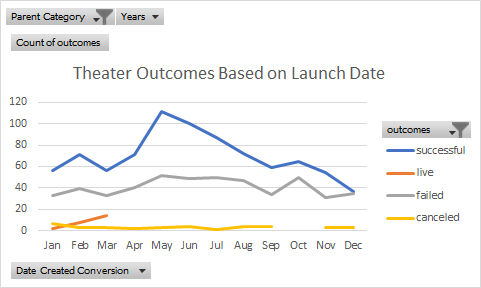 Parent Category Years
Count of outcomes
Theater Outcomes Based on Launch Date
120
100
80
60
40
20
0
Jan Feb Mar Apr May Jun Jul Aug Sep Oct Nov Dec
outcomes
successful
live
failed
canceled
Date Created Conversion